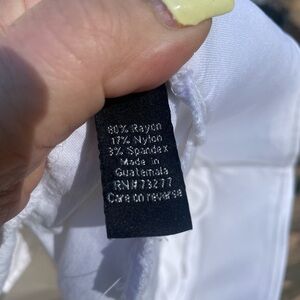 80% Rayon
17% Nylon
3% Spandex
Made in
Guatemala
RN# 73277
Care on reverse